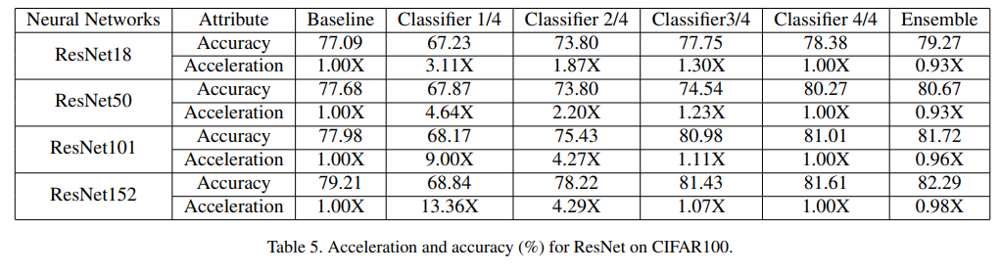 Neural Networks Attribute Baseline Classifier 1/4 Classifier 2/4 Classifier3/4 Classifier 4/4 Ensemble
ResNet18 Accuracy 77.09 67.23 73.80 77.75 78.38 79.27
Acceleration 1.00X 3.11X 1.87X 1.30X 1.00X 0.93X
ResNet50 Accuracy 77.68 67.87 73.80 74.54 80.27 80.67
Acceleration 1.00X 4.64X 2.20X 1.23X 1.00X 0.93X
ResNet101 Accuracy 77.98 68.17 75.43 80.98 81.01 81.72
Acceleration 1.00X 9.00X 4.27X 1.11X 1.00X 0.96X
ResNet152 Accuracy 79.21 68.84 78.22 81.43 81.61 82.29
Acceleration 1.00X 13.36X 4.29X 1.07X 1.00X 0.98X
Table 5. Acceleration and accuracy (%) for ResNet on CIFAR100.